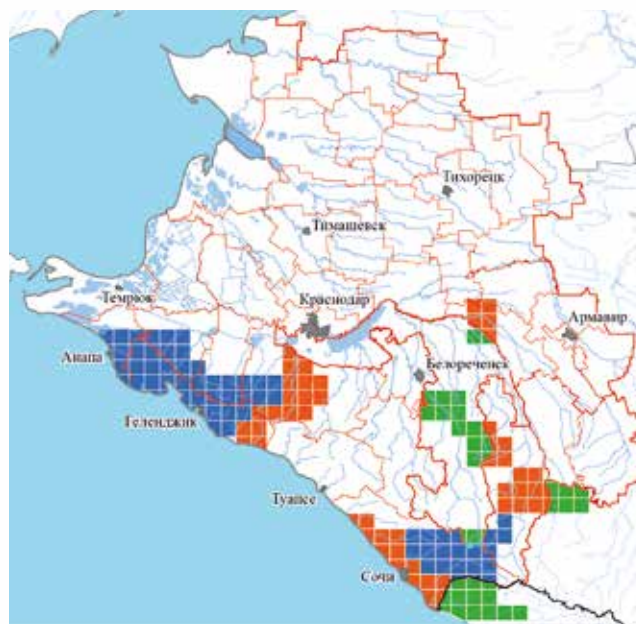 Тихорецк
Тимашевск
Темрюк
Краснодар
Армавир
Анапа
Белореченск
Геленджик
Туапсе
Сочи